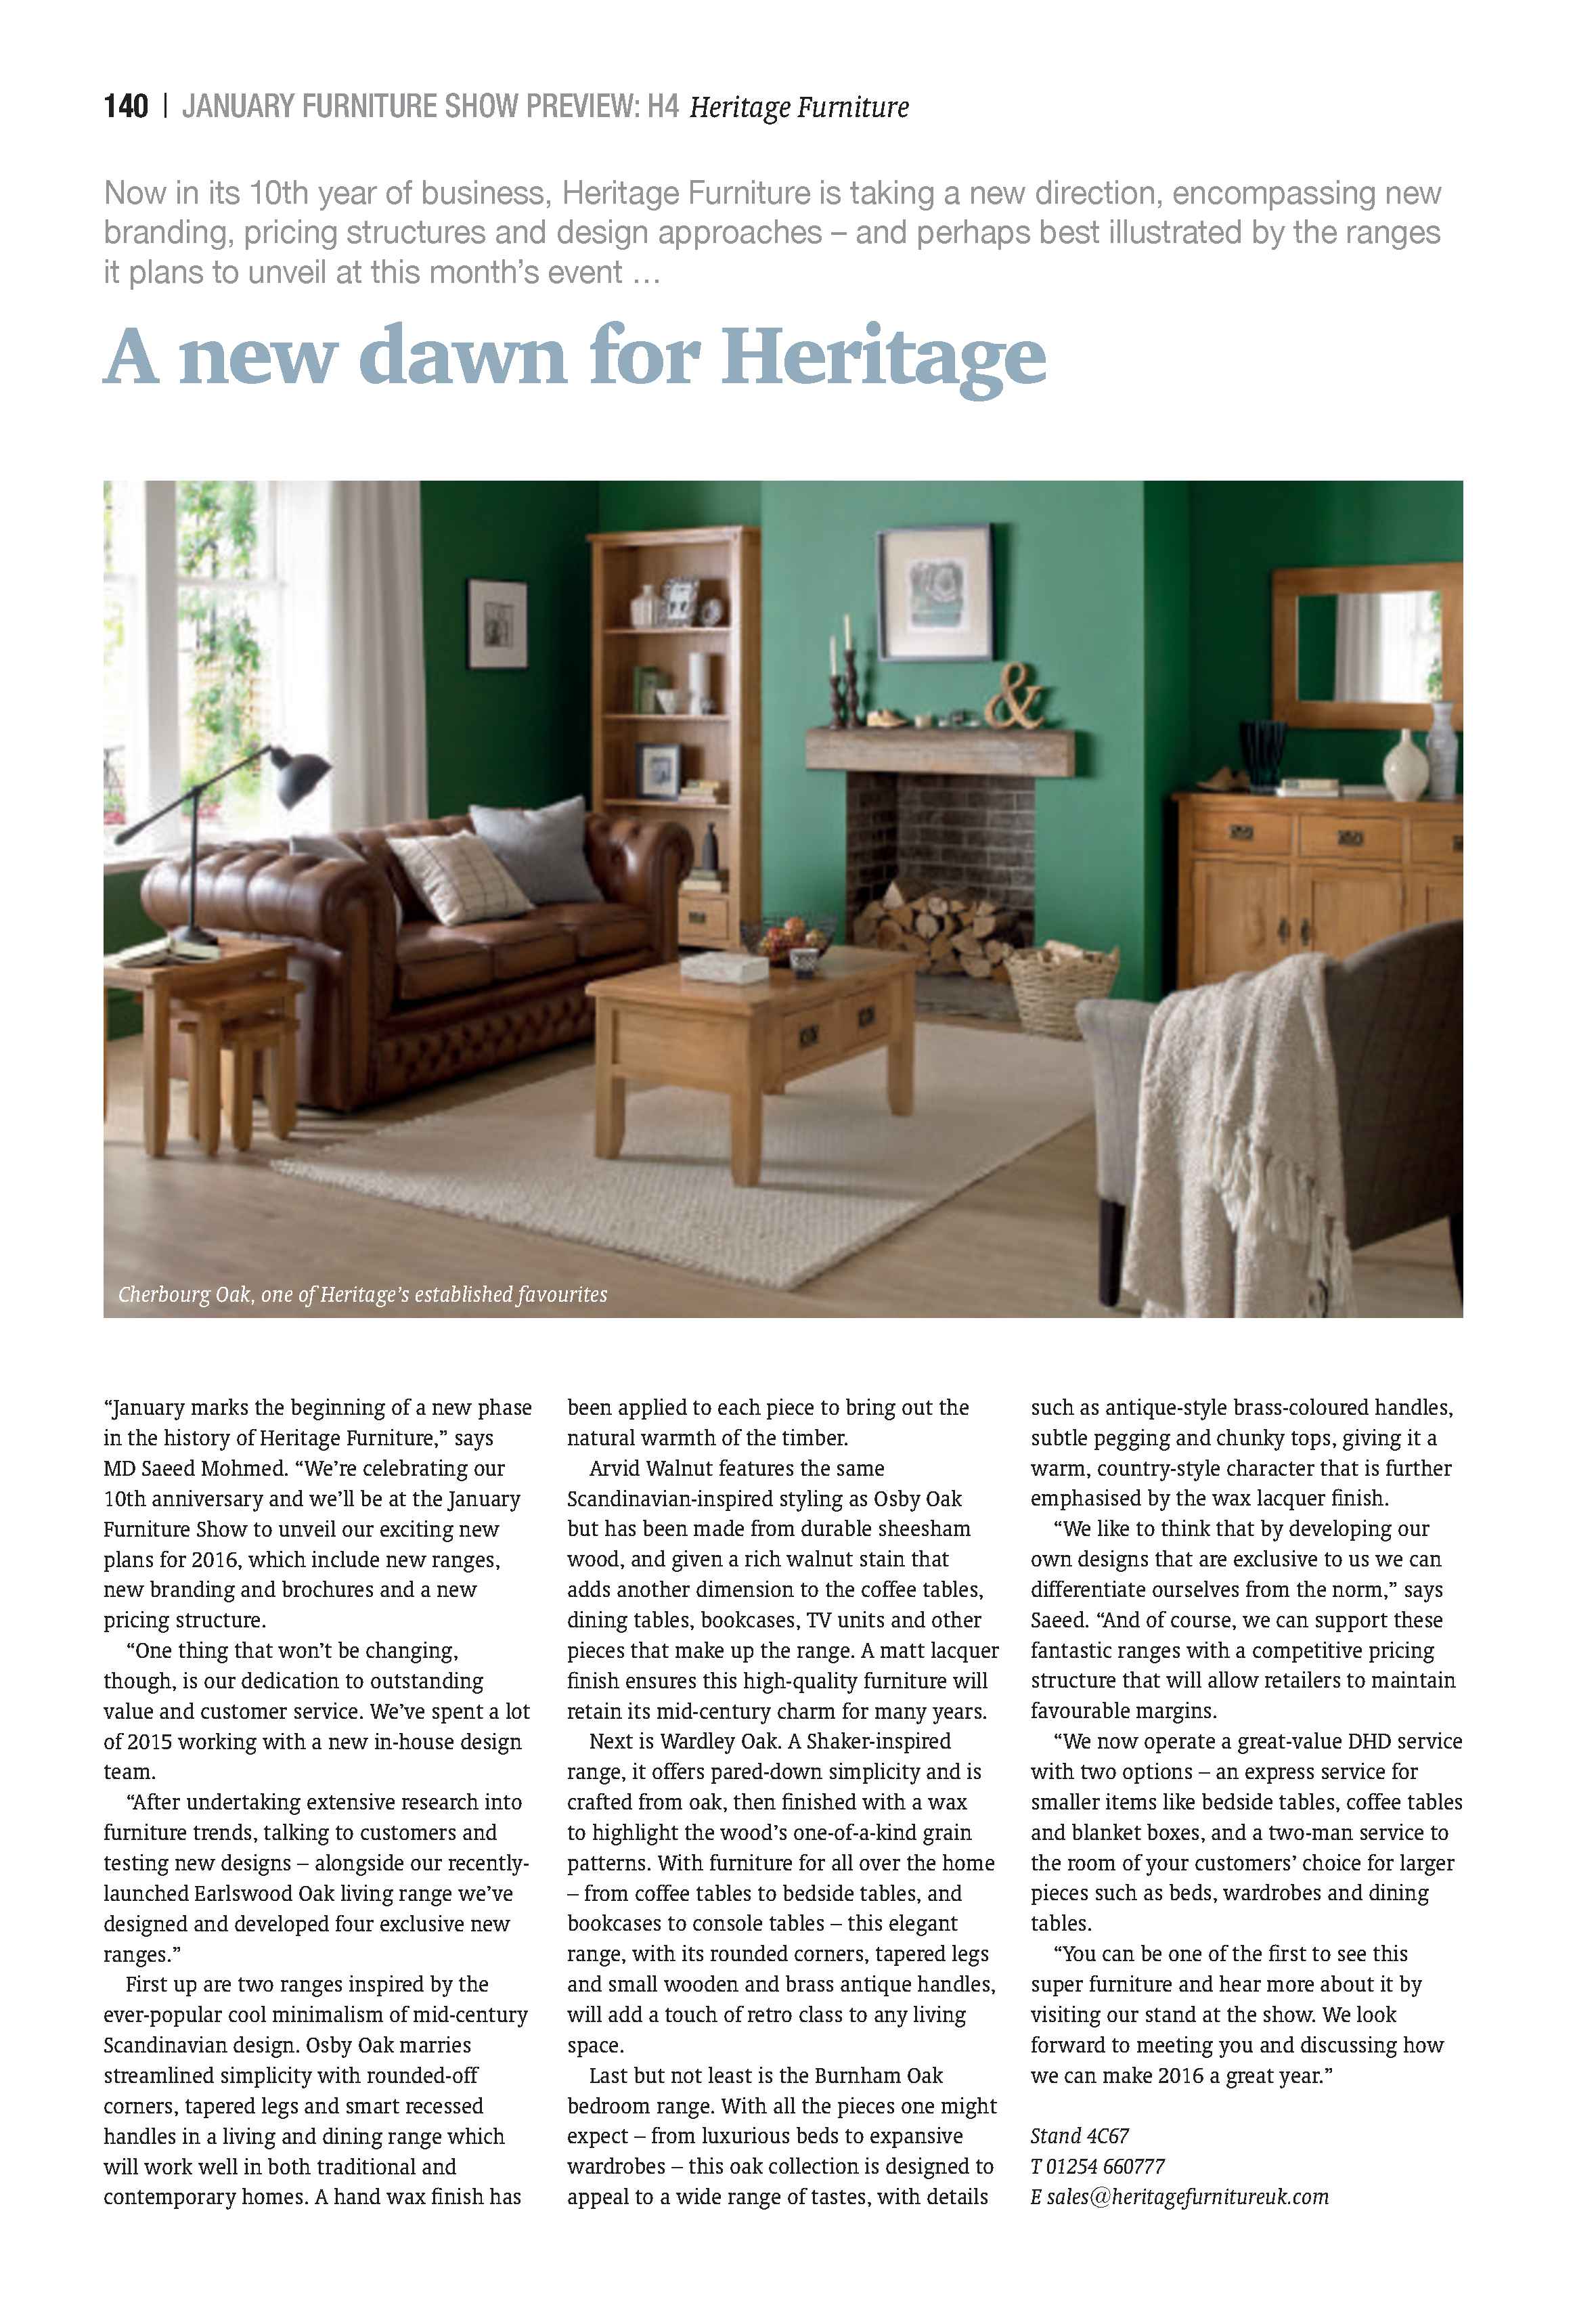 140 | JANUARY FURNITURE SHOW PREVIEW: H4 Heritage Furniture
Now in its 10th year of business, Heritage Furniture is taking a new direction, encompassing new
branding, pricing structures and design approaches – and perhaps best illustrated by the ranges
it plans to unveil at this month’s event …
A new dawn for Heritage
&
Cherbourg Oak, one of Heritage’s established favourites
“January marks the beginning of a new phase
in the history of Heritage Furniture,” says
MD Saeed Mohmed. “We’re celebrating our
10th anniversary and we’ll be at the January
Furniture Show to unveil our exciting new
plans for 2016, which include new ranges,
new branding and brochures and a new
pricing structure.
“One thing that won’t be changing,
though, is our dedication to outstanding
value and customer service. We’ve spent a lot
of 2015 working with a new in-house design
team.
“After undertaking extensive research into
furniture trends, talking to customers and
testing new designs – alongside our recently-
launched Earlswood Oak living range we’ve
designed and developed four exclusive new
ranges.”
First up are two ranges inspired by the
ever-popular cool minimalism of mid-century
Scandinavian design. Osby Oak marries
streamlined simplicity with rounded-off
corners, tapered legs and smart recessed
handles in a living and dining range which
will work well in both traditional and
contemporary homes. A hand wax finish has
been applied to each piece to bring out the
natural warmth of the timber.
Arvid Walnut features the same
Scandinavian-inspired styling as Osby Oak
but has been made from durable sheesham
wood, and given a rich walnut stain that
adds another dimension to the coffee tables,
dining tables, bookcases, TV units and other
pieces that make up the range. A matt lacquer
finish ensures this high-quality furniture will
retain its mid-century charm for many years.
Next is Wardley Oak. A Shaker-inspired
range, it offers pared-down simplicity and is
crafted from oak, then finished with a wax
to highlight the wood’s one-of-a-kind grain
patterns. With furniture for all over the home
– from coffee tables to bedside tables, and
bookcases to console tables – this elegant
range, with its rounded corners, tapered legs
and small wooden and brass antique handles,
will add a touch of retro class to any living
space.
Last but not least is the Burnham Oak
bedroom range. With all the pieces one might
expect – from luxurious beds to expansive
wardrobes – this oak collection is designed to
appeal to a wide range of tastes, with details
such as antique-style brass-coloured handles,
subtle pegging and chunky tops, giving it a
warm, country-style character that is further
emphasised by the wax lacquer finish.
“We like to think that by developing our
own designs that are exclusive to us we can
differentiate ourselves from the norm,” says
Saeed. “And of course, we can support these
fantastic ranges with a competitive pricing
structure that will allow retailers to maintain
favourable margins.
“We now operate a great-value DHD service
with two options – an express service for
smaller items like bedside tables, coffee tables
and blanket boxes, and a two-man service to
the room of your customers’ choice for larger
pieces such as beds, wardrobes and dining
tables.
“You can be one of the first to see this
super furniture and hear more about it by
visiting our stand at the show. We look
forward to meeting you and discussing how
we can make 2016 a great year.”
Stand 4C67
T 01254 660777
E sales@heritagefurnitureuk.com